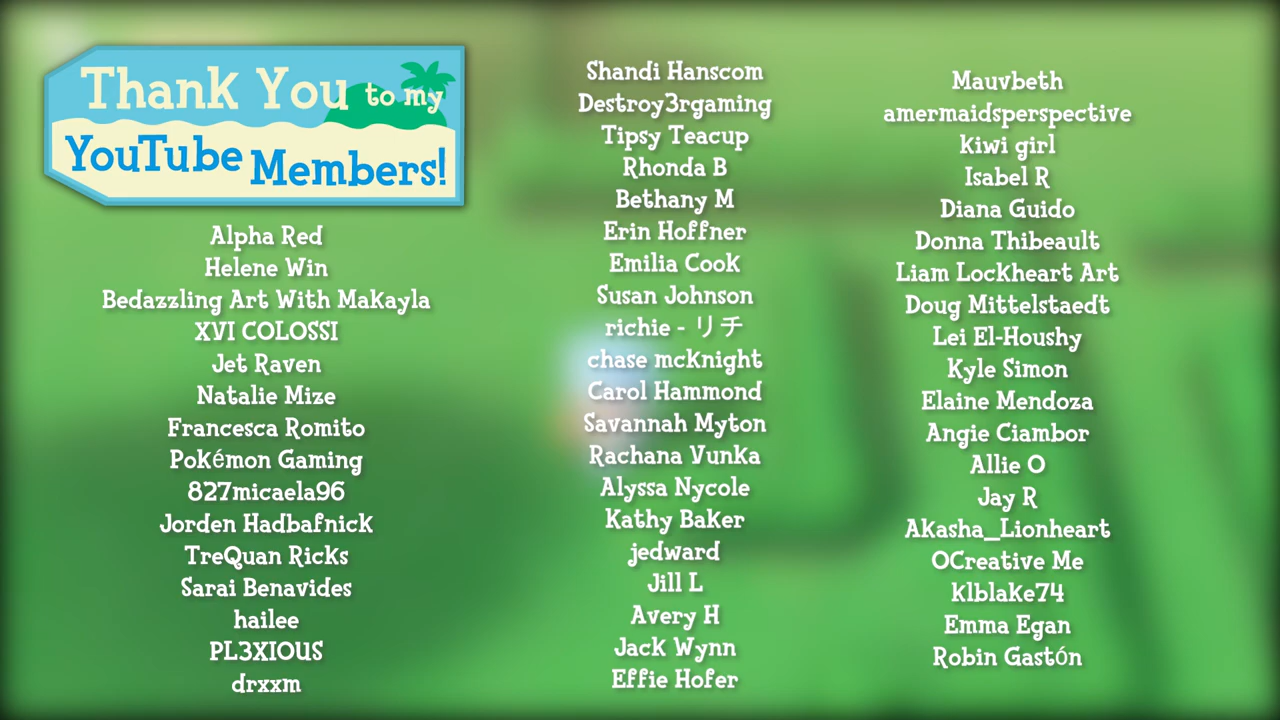 Thank You to my
YouTube Members!
Alpha Red
Helene Win
Bedazzling Art With Makayla
XVI COLOSSI
Jet Raven
Natalie Mize
Francesca Romito
Pokémon Gaming
827micaela96
Jorden Hadbafnick
TreQuan Ricks
Sarai Benavides
hailee
PL3XIOUS
drxxm
Shandi Hanscom
Destroy3rgaming
Tipsy Teacup
Rhonda B
Bethany M
Erin Hoffner
Emilia Cook
Susan Johnson
richie - リチ
chase mcknight
Carol Hammond
Savannah Myton
Rachana Vunka
Alyssa Nycole
Kathy Baker
jedward
Jill L
Avery H
Jack Wynn
Effie Hofer
Mauvbeth
amermaidsperspective
kiwi girl
Isabel R
Diana Guido
Donna Thibeault
Liam Lockheart Art
Doug Mittelstaedt
Lei El-Houshy
Kyle Simon
Elaine Mendoza
Angie Ciambor
Allie O
Jay R
Akasha_Lionheart
OCreative Me
klblake74
Emma Egan
Robin Gastón